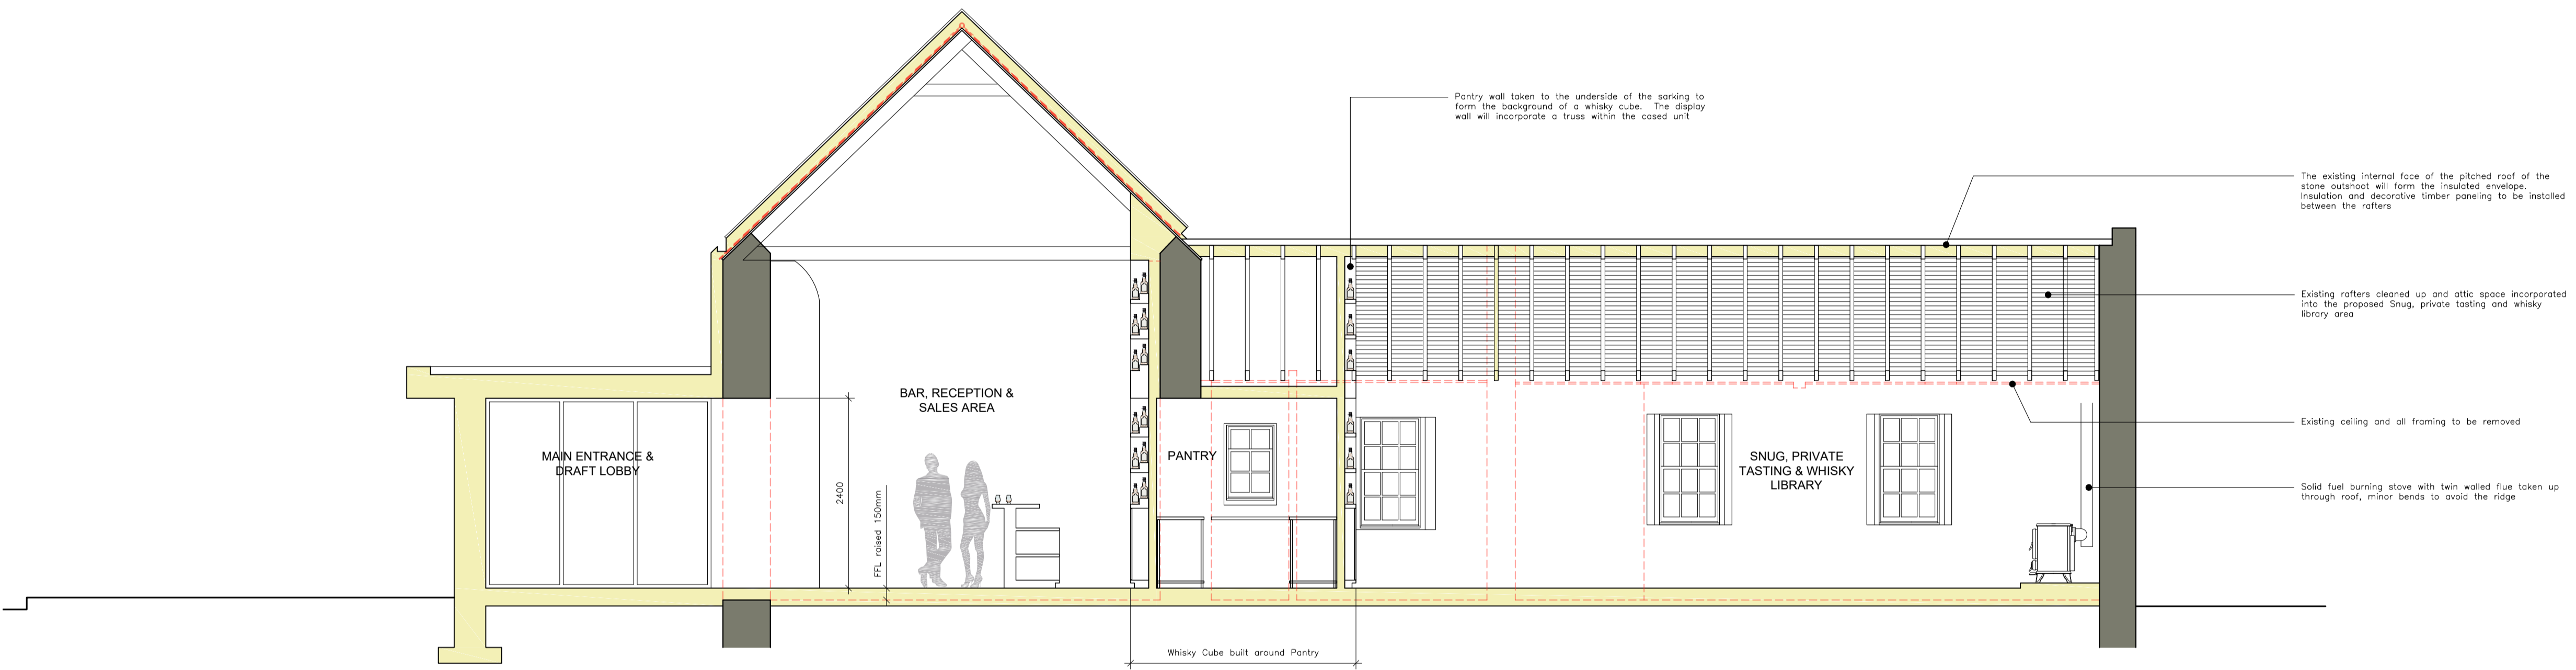 Pantry wall taken to the underside of the sarking to
form the background of a whisky cube.  The display
wall will incorporate a truss within the cased unit
The existing internal face of the pitched roof of the
stone outshoot will form the insulated envelope.
Insulation and decorative timber paneling to be installed
between the rafters
Existing rafters cleaned up and attic space incorporated
into the proposed Snug, private tasting and whisky
library area
BAR, RECEPTION &
SALES AREA
Existing ceiling and all framing to be removed
MAIN ENTRANCE &
DRAFT LOBBY
PANTRY
SNUG, PRIVATE
TASTING & WHISKY
LIBRARY
2400
FFL raised 150mm
Solid fuel burning stove with twin walled flue taken up
through roof, minor bends to avoid the ridge
Whisky Cube built around Pantry